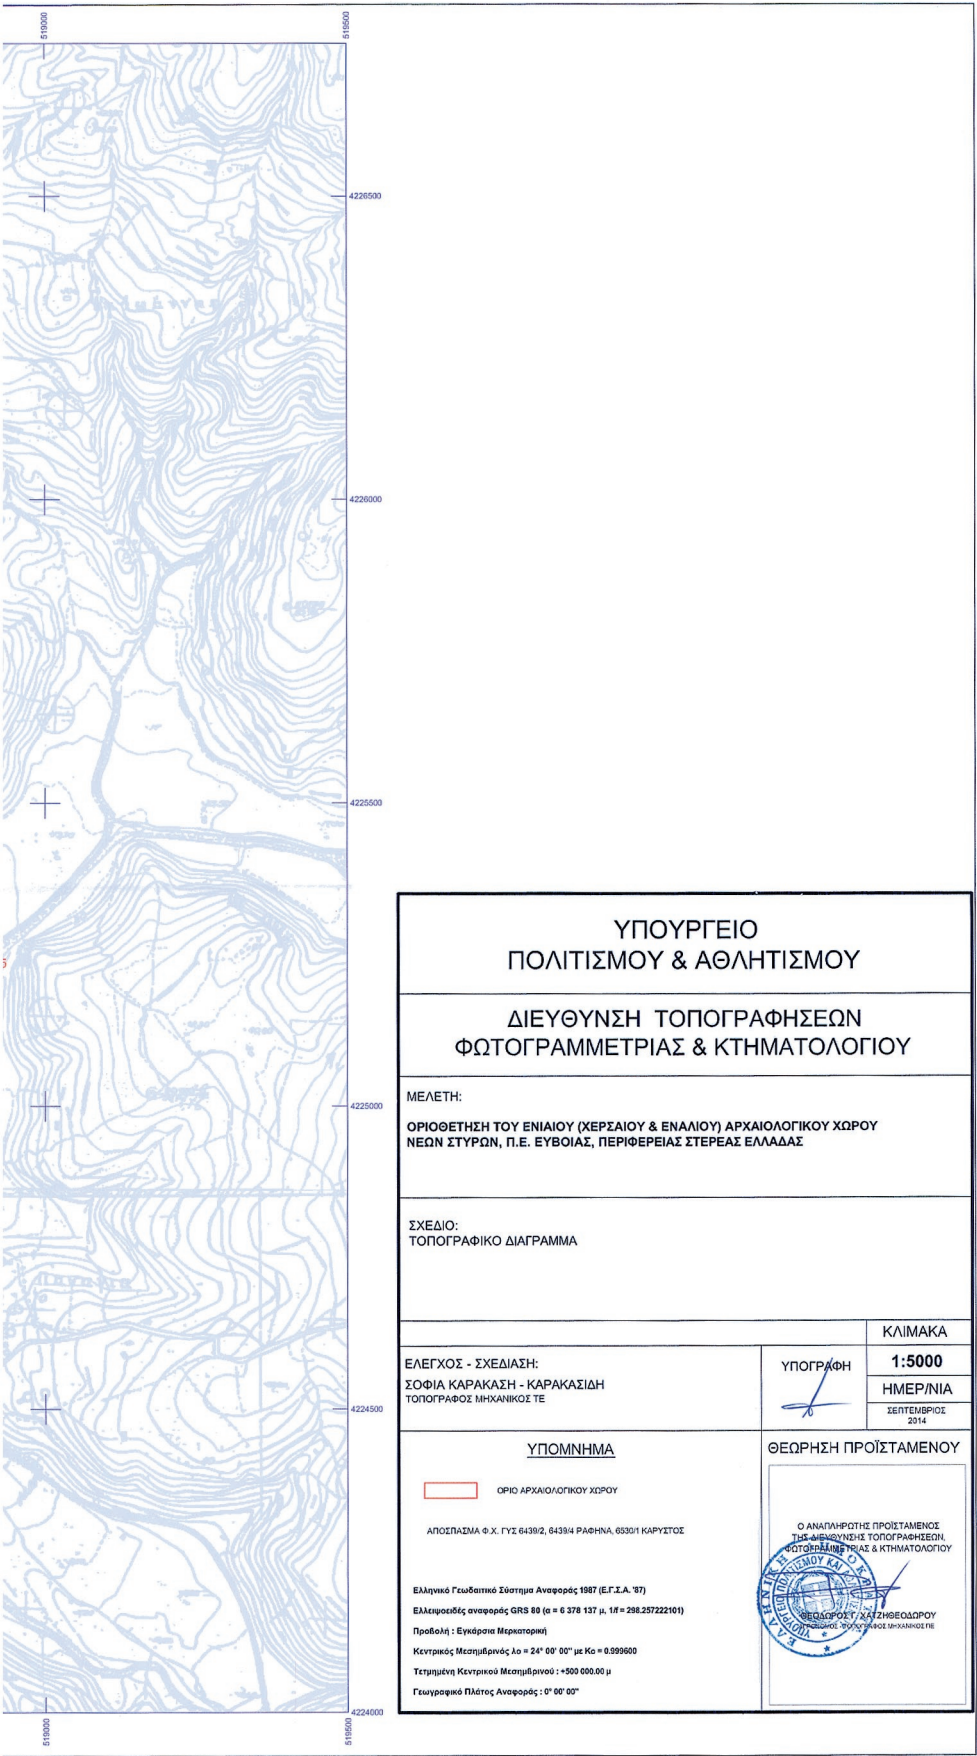 519000
519500
4226500
4226000
4225500
4225000
4224500
4224000
519000
519500
ΥΠΟΥΡΓΕΙΟ
ΠΟΛΙΤΙΣΜΟΥ & ΑΘΛΗΤΙΣΜΟΥ
ΔΙΕΥΘΥΝΣΗ ΤΟΠΟΓΡΑΦΗΣΕΩΝ
ΦΩΤΟΓΡΑΜΜΕΤΡΙΑΣ & ΚΤΗΜΑΤΟΛΟΓΙΟΥ
ΜΕΛΕΤΗ:
ΟΡΙΟΘΕΤΗΣΗ ΤΟΥ ΕΝΙΑΙΟΥ (ΧΕΡΣΑΙΟΥ & ΕΝΑΛΙΟΥ) ΑΡΧΑΙΟΛΟΓΙΚΟΥ ΧΩΡΟΥ
ΝΕΩΝ ΣΤΥΡΩΝ, Π.Ε. ΕΥΒΟΙΑΣ, ΠΕΡΙΦΕΡΕΙΑΣ ΣΤΕΡΕΑΣ ΕΛΛΑΔΑΣ
ΣΧΕΔΙΟ:
ΤΟΠΟΓΡΑΦΙΚΟ ΔΙΑΓΡΑΜΜΑ
ΚΛΙΜΑΚΑ
1:5000
ΕΛΕΓΧΟΣ - ΣΧΕΔΙΑΣΗ:
ΣΟΦΙΑ ΚΑΡΑΚΑΣΗ - ΚΑΡΑΚΑΣΙΔΗ
ΤΟΠΟΓΡΑΦΟΣ ΜΗΧΑΝΙΚΟΣ ΤΕ
ΥΠΟΓΡΑΦΗ
ΗΜΕΡ/ΝΙΑ
ΣΕΠΤΕΜΒΡΙΟΣ
2014
ΥΠΟΜΝΗΜΑ
ΟΡΙΟ ΑΡΧΑΙΟΛΟΓΙΚΟΥ ΧΩΡΟΥ
ΑΠΟΣΠΑΣΜΑ Φ.Χ. ΓΥΣ 6439/2, 6439/4 ΡΑΦΗΝΑ, 6530/1 ΚΑΡΥΣΤΟΣ
Ελληνικό Γεωδαιτικό Σύστημα Αναφοράς 1987 (Ε.Γ.Σ.Α. '87)
Ελλειψοειδές αναφοράς GRS 80 (α = 6 378 137 μ, 1/f = 298.257222101)
Προβολή : Εγκάρσια Μερκατορική
Κεντρικός Μεσημβρινός λο = 24° 00' 00'' με Κο = 0.999600
Τετμημένη Κεντρικού Μεσημβρινού : +500 000.00 μ
Γεωγραφικό Πλάτος Αναφοράς : 0° 00' 00''
ΘΕΩΡΗΣΗ ΠΡΟΪΣΤΑΜΕΝΟΥ
Ο ΑΝΑΠΛΗΡΩΤΗΣ ΠΡΟΪΣΤΑΜΕΝΟΣ
ΤΗΣ ΔΙΕΥΘΥΝΣΗΣ ΤΟΠΟΓΡΑΦΗΣΕΩΝ,
ΦΩΤΟΓΡΑΜΜΕΤΡΙΑΣ & ΚΤΗΜΑΤΟΛΟΓΙΟΥ
ΘΕΟΔΩΡΟΣ Γ. ΧΑΤΖΗΘΕΟΔΩΡΟΥ
ΑΓΡΟΝΟΜΟΣ - ΤΟΠΟΓΡΑΦΟΣ ΜΗΧΑΝΙΚΟΣ ΠΕ